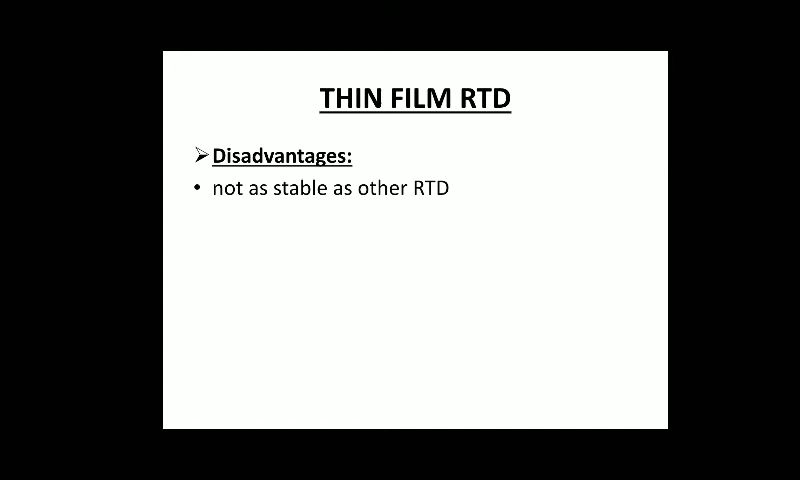 THIN FILM RTD
➢Disadvantages:
• not as stable as other RTD